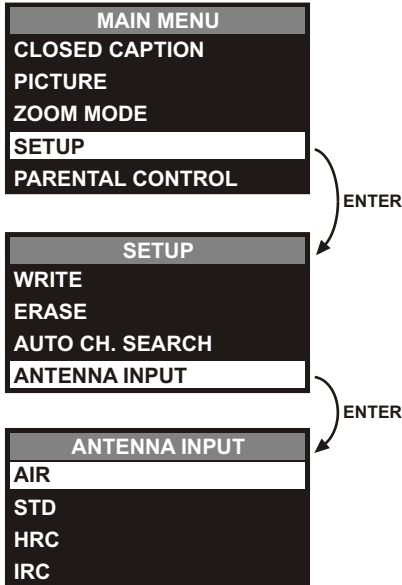 MAIN MENU
CLOSED CAPTION
PICTURE
ZOOM MODE
SETUP
PARENTAL CONTROL
ENTER
SETUP
WRITE
ERASE
AUTO CH. SEARCH
ANTENNA INPUT
ENTER
ANTENNA INPUT
AIR
STD
HRC
IRC